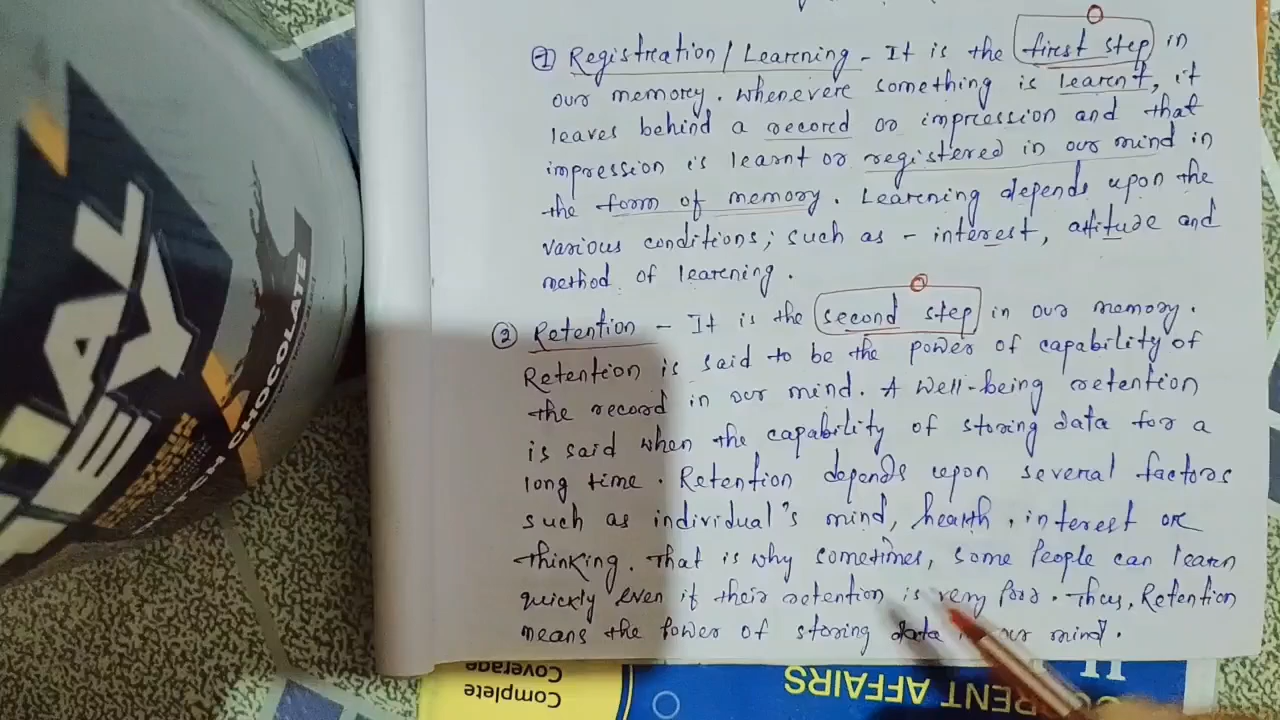 ① Registration / Learning - It is the first step in
our memory. Whenever something is learnt, it
leaves behind a record or impression and that
impression is learnt or registered in our mind in
the form of memory. Learning depends upon the
various conditions; such as - interest, attitude and
method of learning.
② Retention - It is the second step in our memory.
Retention is said to be the power of capability of
the record in our mind. A well-being retention
is said when the capability of storing data for a
long time. Retention depends upon several factors
such as individual's mind, health, interest or
thinking. That is why sometimes, some people can learn
quickly even if their retention is very poor. Thus, Retention
means the power of storing data in our mind.
CHOCOLATE
Complete
Coverage
RENT AFFAIRS